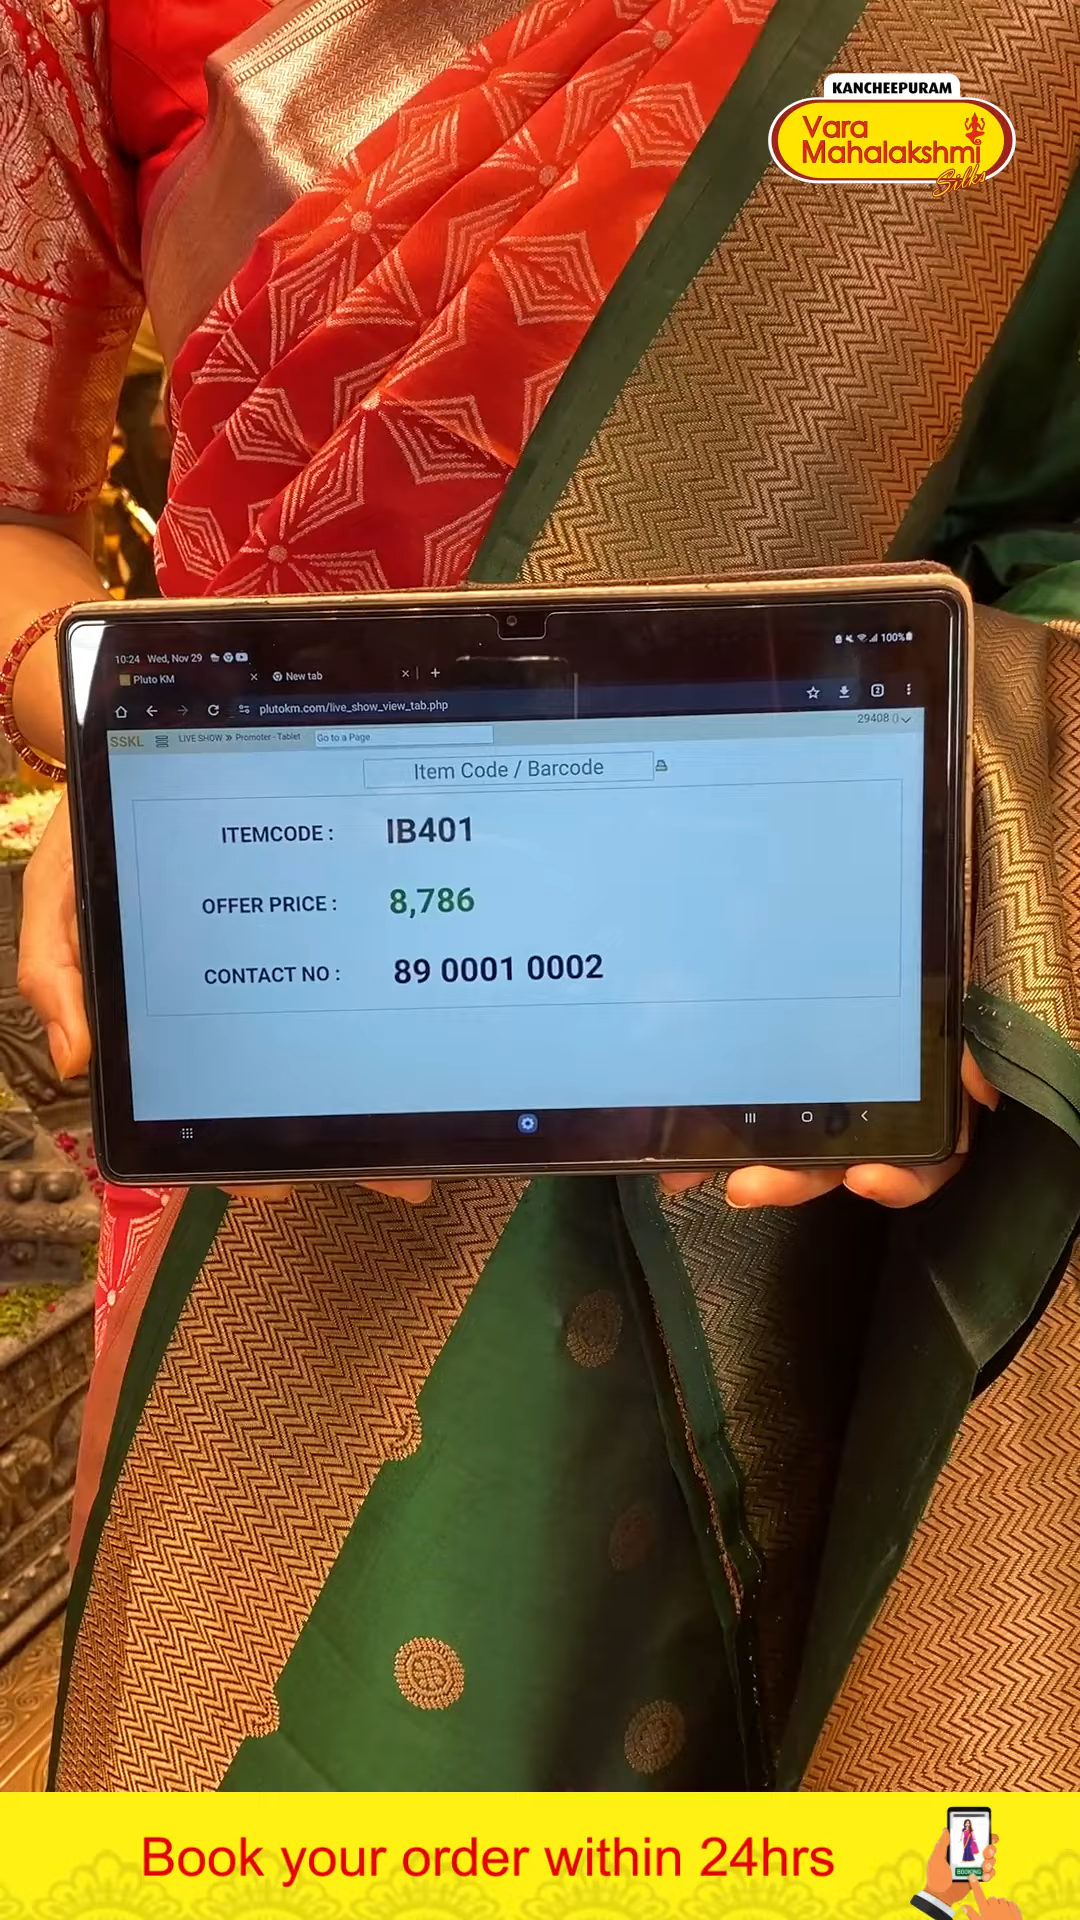 KANCHEEPURAM
Vara
Mahalakshmi
Silks
10:24 Wed, Nov 29
100%
Pluto KM
New tab
plutokm.com/live_show_view_tab.php
29408 ()
SSKL
LIVE SHOW » Promoter - Tablet
Go to a Page
Item Code / Barcode
ITEMCODE : IB401
OFFER PRICE : 8,786
CONTACT NO : 89 0001 0002
Book your order within 24hrs
BOOKING